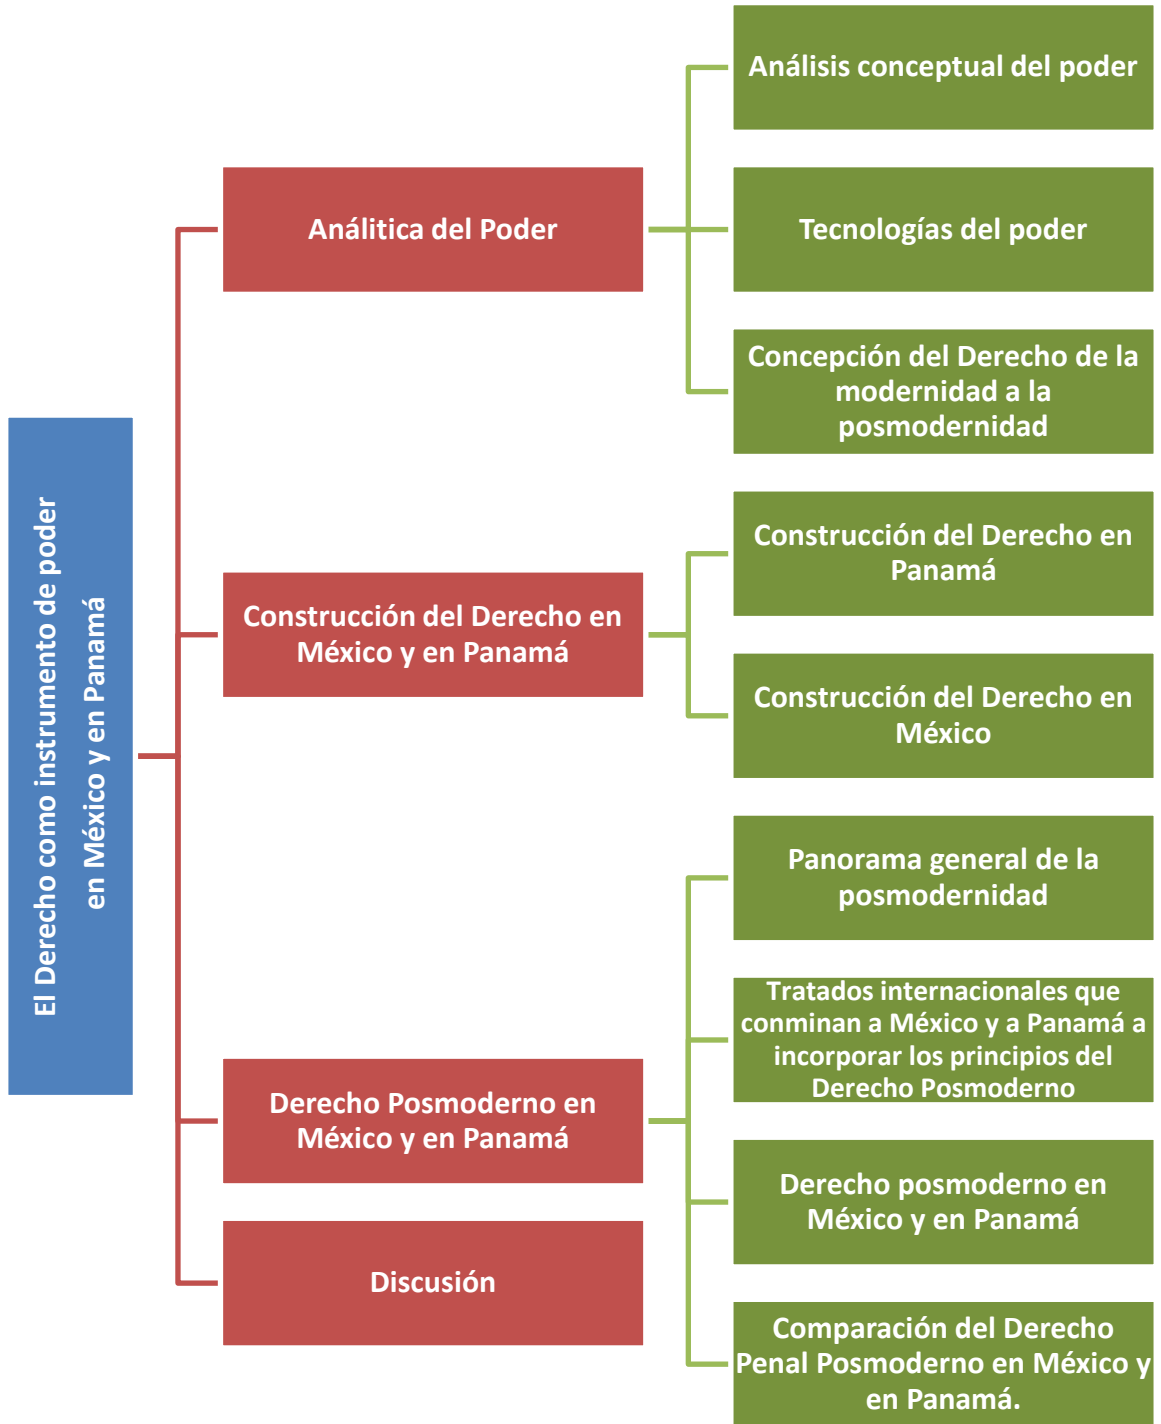 El Derecho como instrumento de poder
en México y en Panamá
Análitica del Poder
Análisis conceptual del poder
Tecnologías del poder
Concepción del Derecho de la
modernidad a la
posmodernidad
Construcción del Derecho en
México y en Panamá
Construcción del Derecho en
Panamá
Construcción del Derecho en
México
Derecho Posmoderno en
México y en Panamá
Panorama general de la
posmodernidad
Tratados internacionales que
conminan a México y a Panamá a
incorporar los principios del
Derecho Posmoderno
Derecho posmoderno en
México y en Panamá
Comparación del Derecho
Penal Posmoderno en México y
en Panamá.
Discusión